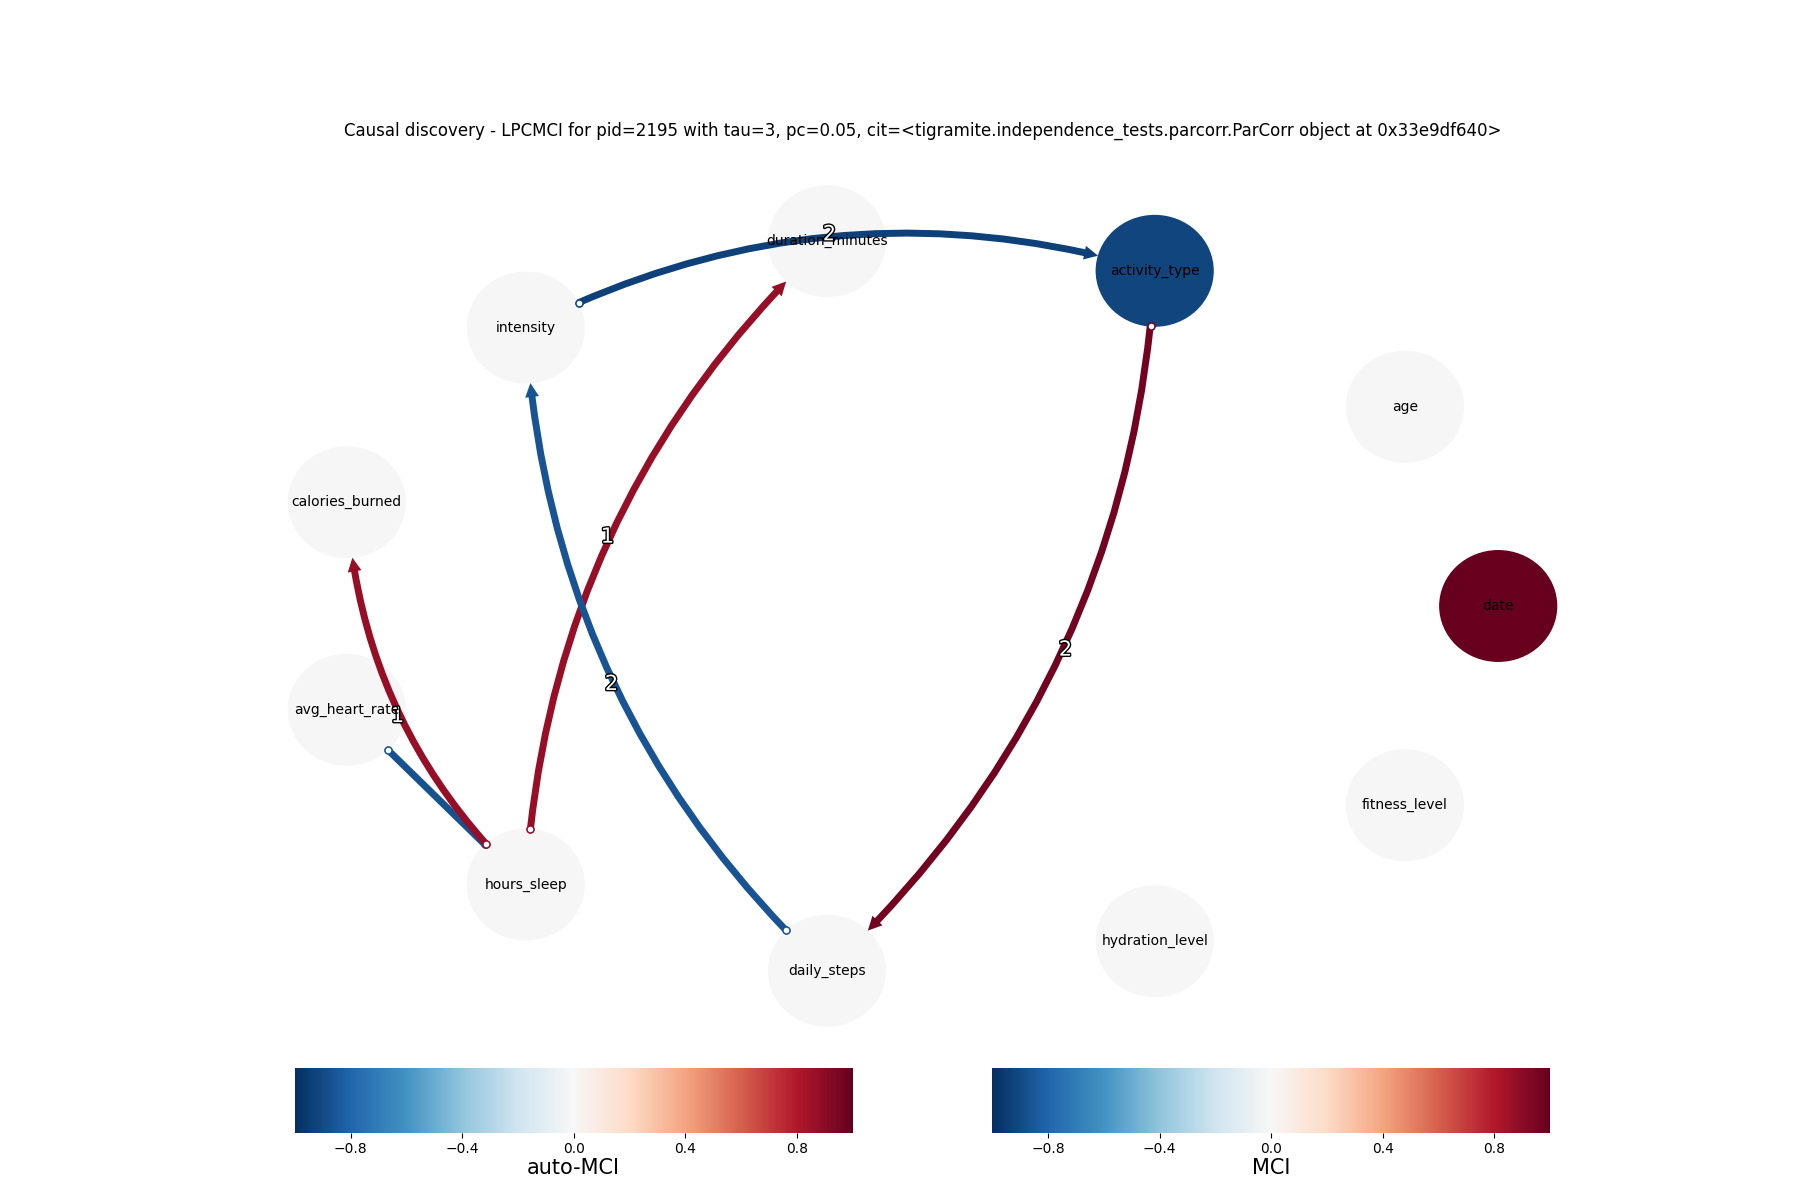 Causal discovery - LPCMCI for pid=2195 with tau=3, pc=0.05, cit=<tigramite.independence_tests.parcorr.ParCorr object at 0x33e9df640>
2
duration_minutes
activity_type
intensity
age
calories_burned
1
date
2
2
avg_heart_rate
1
fitness_level
hours_sleep
hydration_level
daily_steps
−0.8 −0.4 0.0 0.4 0.8
auto-MCI
−0.8 −0.4 0.0 0.4 0.8
MCI